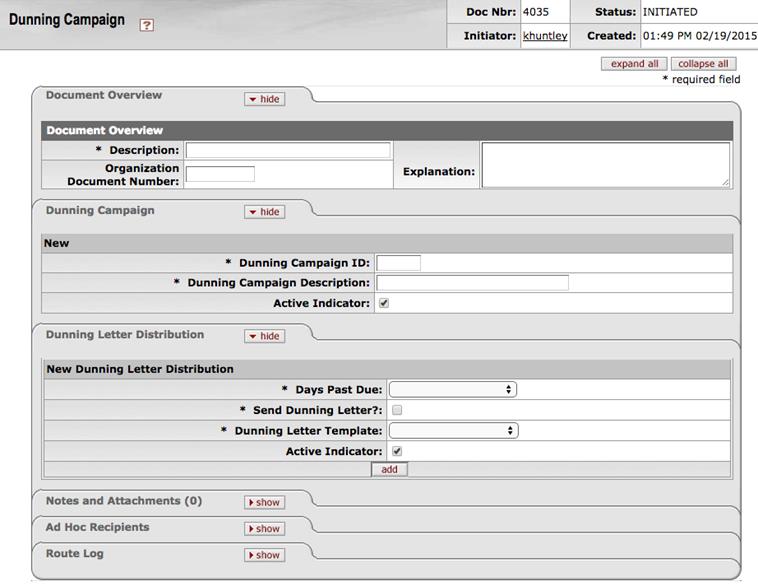 Dunning Campaign ?
Doc Nbr: 4035 Status: INITIATED
Initiator: khuntley Created: 01:49 PM 02/19/2015
expand all collapse all
* required field
Document Overview hide
Document Overview
* Description:
Organization
Document Number:
Explanation:
Dunning Campaign hide
New
* Dunning Campaign ID:
* Dunning Campaign Description:
Active Indicator:
Dunning Letter Distribution hide
New Dunning Letter Distribution
* Days Past Due:
* Send Dunning Letter?:
* Dunning Letter Template:
Active Indicator:
add
Notes and Attachments (0) show
Ad Hoc Recipients show
Route Log show